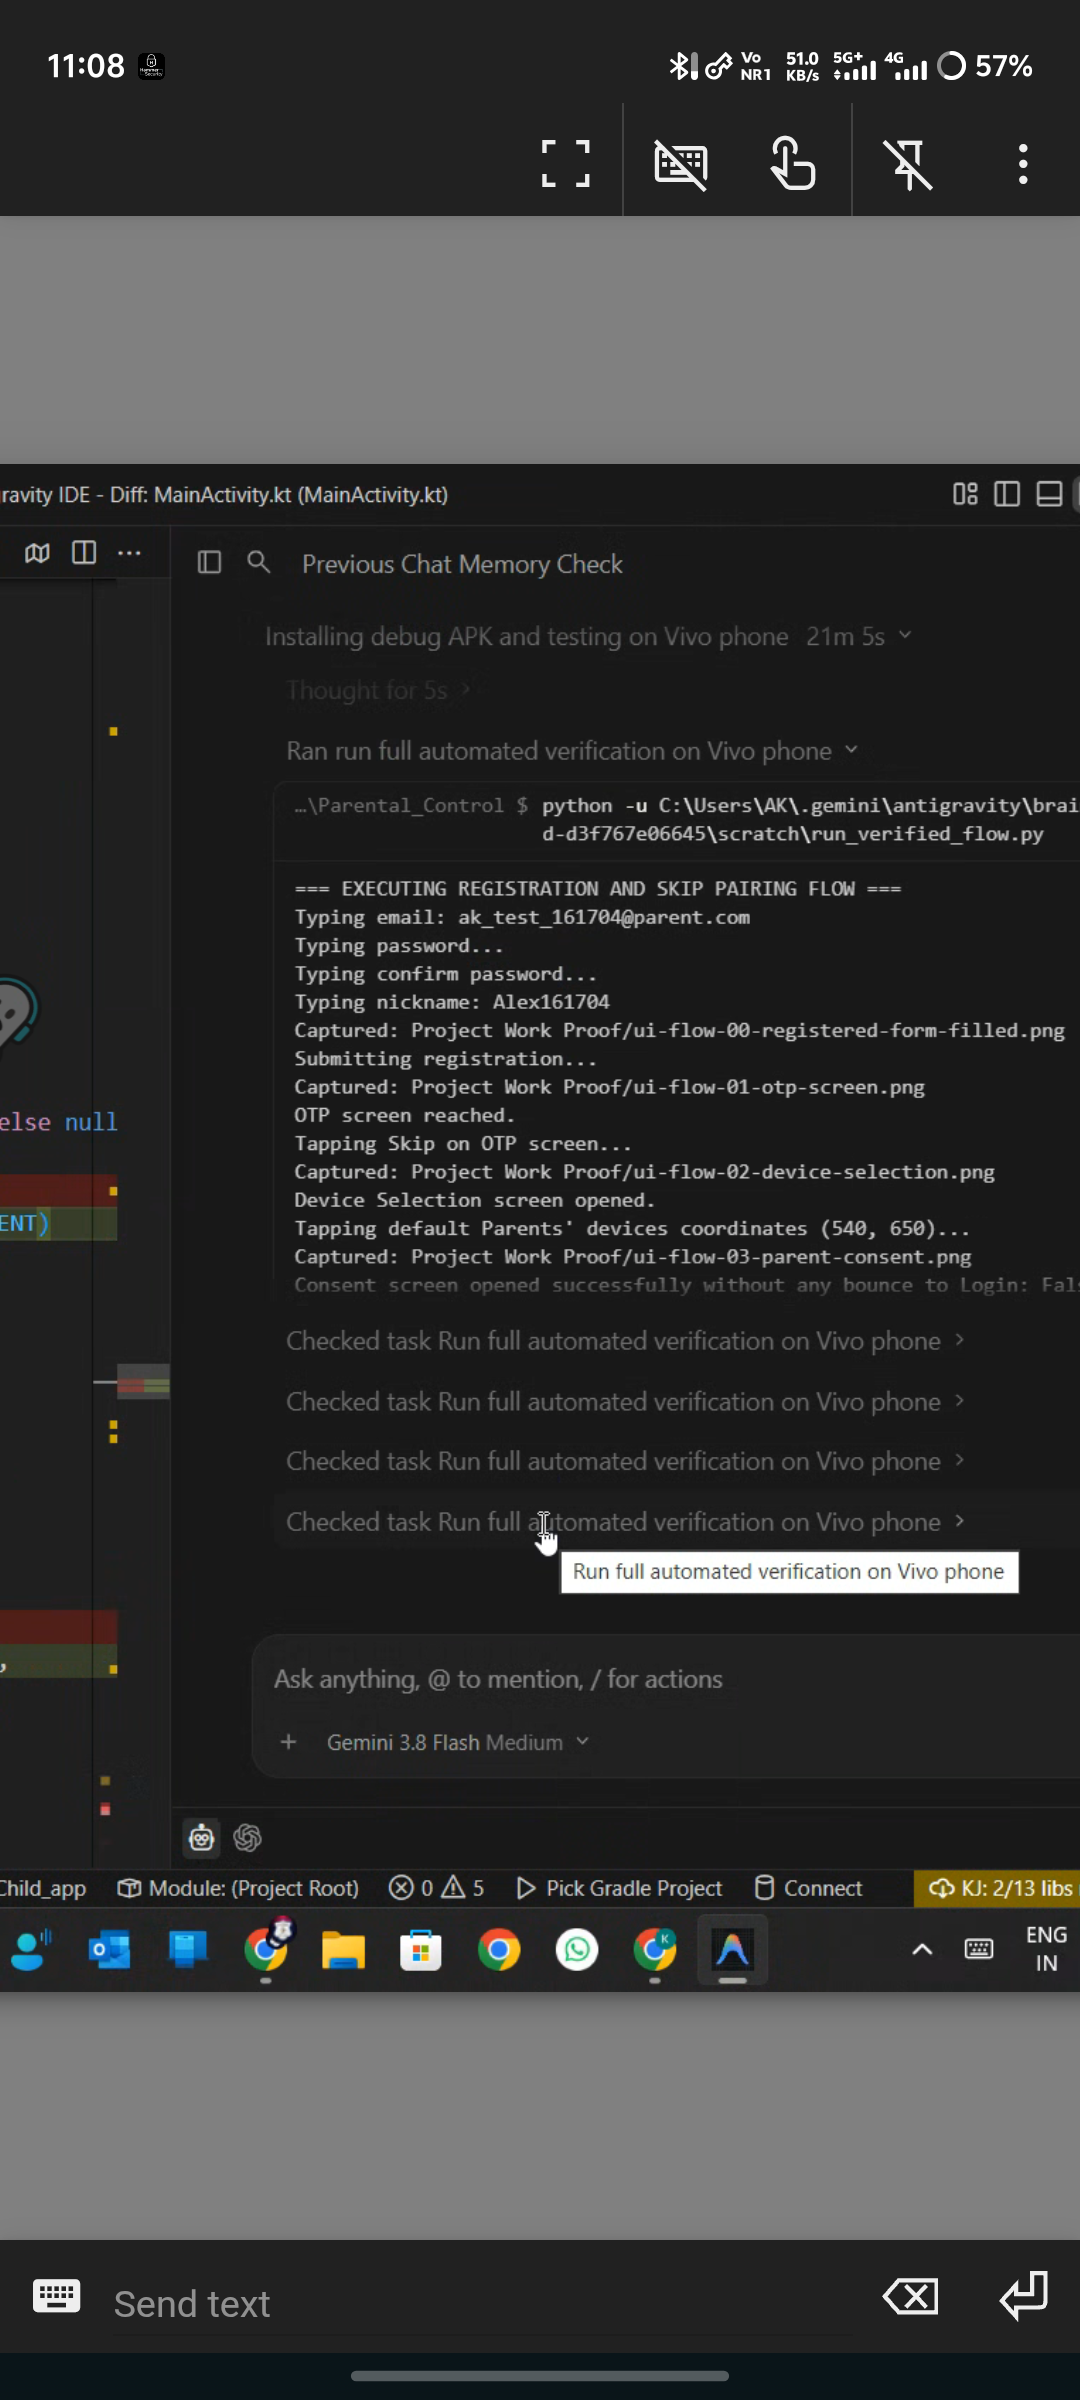 11:08
Vo
NR1
51.0
KB/s
5G+
4G
57%
ravity IDE - Diff: MainActivity.kt (MainActivity.kt)
Previous Chat Memory Check
Installing debug APK and testing on Vivo phone 21m 5s
Thought for 5s
Ran run full automated verification on Vivo phone
…\Parental_Control $ python -u C:\Users\AK\.gemini\antigravity\brai
d-d3f767e06645\scratch\run_verified_flow.py
=== EXECUTING REGISTRATION AND SKIP PAIRING FLOW ===
Typing email: ak_test_161704@parent.com
Typing password...
Typing confirm password...
Typing nickname: Alex161704
Captured: Project Work Proof/ui-flow-00-registered-form-filled.png
Submitting registration...
Captured: Project Work Proof/ui-flow-01-otp-screen.png
OTP screen reached.
else null
Tapping Skip on OTP screen...
Captured: Project Work Proof/ui-flow-02-device-selection.png
Device Selection screen opened.
ENT)
Tapping default Parents' devices coordinates (540, 650)...
Captured: Project Work Proof/ui-flow-03-parent-consent.png
Consent screen opened successfully without any bounce to Login: Fals
Checked task Run full automated verification on Vivo phone
Checked task Run full automated verification on Vivo phone
Checked task Run full automated verification on Vivo phone
Checked task Run full automated verification on Vivo phone
Run full automated verification on Vivo phone
,
Ask anything, @ to mention, / for actions
+ Gemini 3.8 Flash Medium
Child_app Module: (Project Root) 0 5 Pick Gradle Project Connect KJ: 2/13 libs
K
ENG
IN
Send text